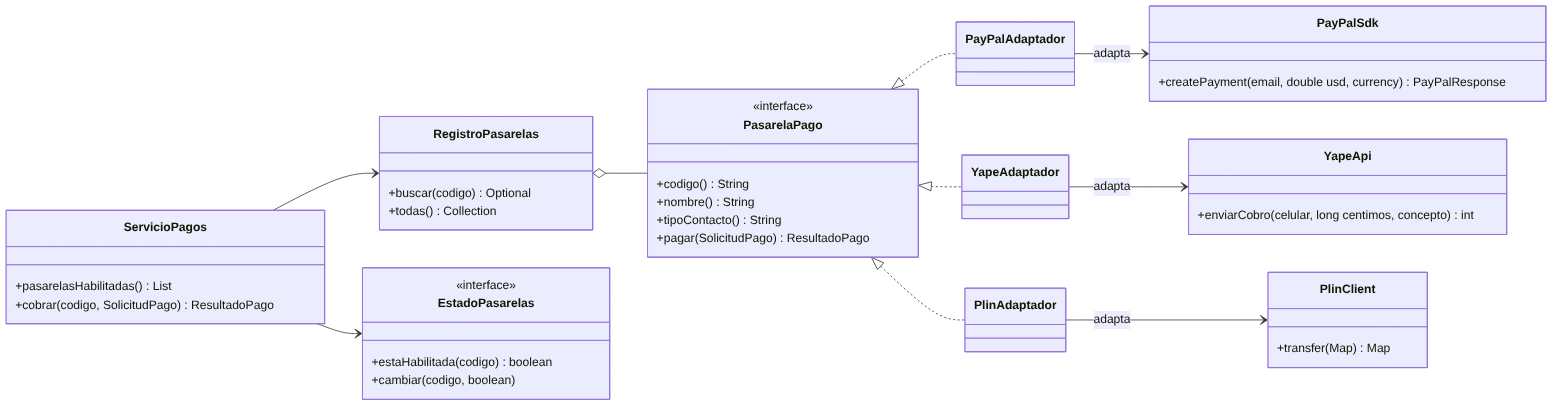 ServicioPagos
+pasarelasHabilitadas() : List
+cobrar(codigo, SolicitudPago) : ResultadoPago
RegistroPasarelas
+buscar(codigo) : Optional
+todas() : Collection
«interface»
EstadoPasarelas
+estaHabilitada(codigo) : boolean
+cambiar(codigo, boolean)
«interface»
PasarelaPago
+codigo() : String
+nombre() : String
+tipoContacto() : String
+pagar(SolicitudPago) : ResultadoPago
PayPalAdaptador
adapta
PayPalSdk
+createPayment(email, double usd, currency) : PayPalResponse
YapeAdaptador
adapta
YapeApi
+enviarCobro(celular, long centimos, concepto) : int
PlinAdaptador
adapta
PlinClient
+transfer(Map) : Map